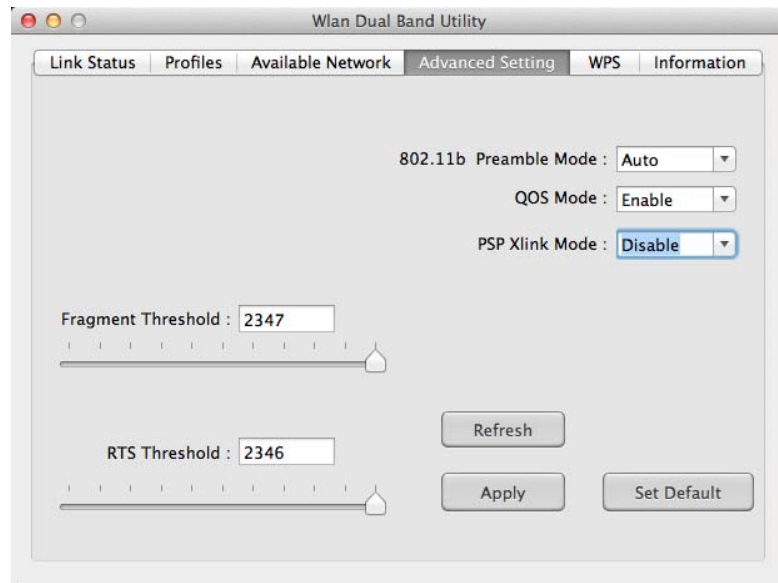 Wlan Dual Band Utility
Link Status Profiles Available Network Advanced Setting WPS Information
802.11b Preamble Mode : Auto
QOS Mode : Enable
PSP Xlink Mode : Disable
Fragment Threshold : 2347
Refresh
RTS Threshold : 2346
Apply Set Default